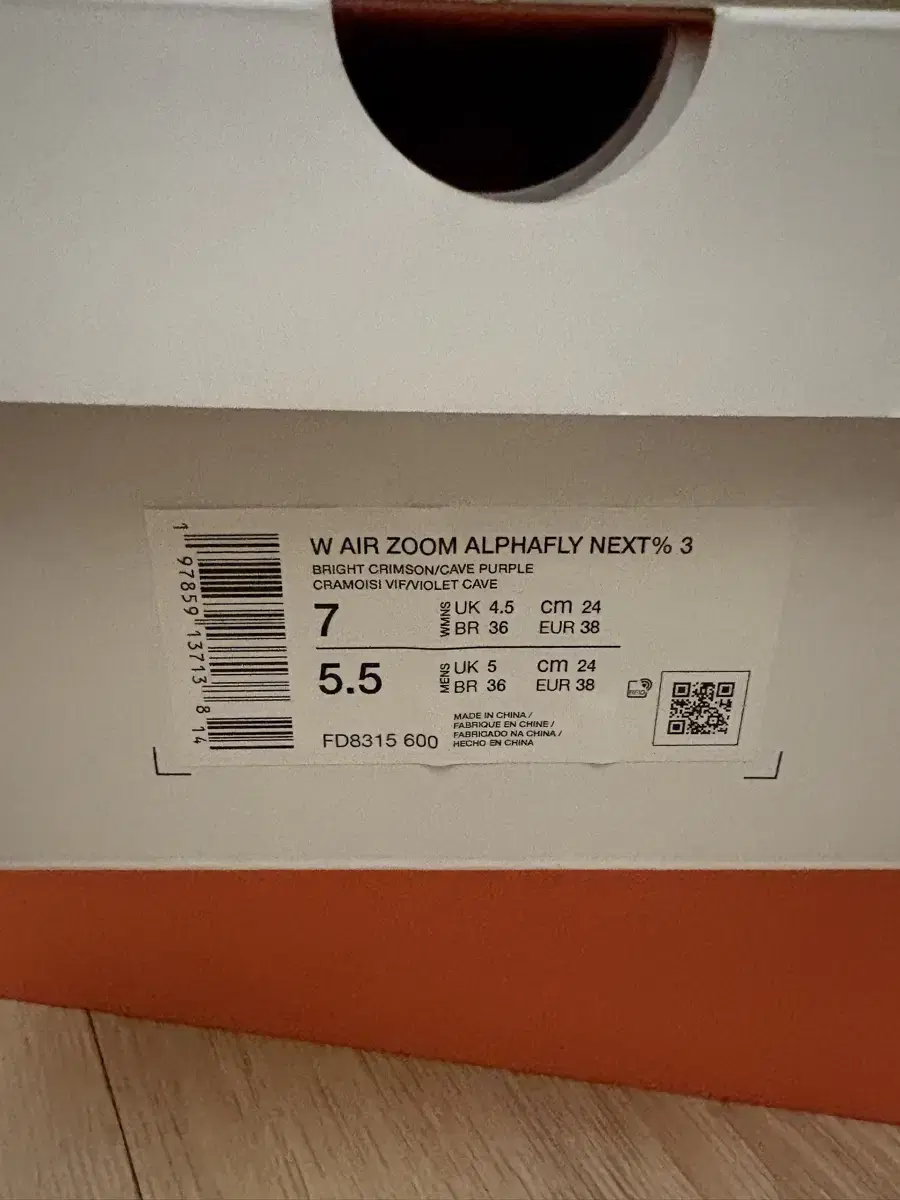 W AIR ZOOM ALPHAFLY NEXT% 3
BRIGHT CRIMSON/CAVE PURPLE
CRAMOISI VIF/VIOLET CAVE
7 WMNS UK 4.5 cm 24
BR 36 EUR 38
5.5 MENS UK 5 cm 24
BR 36 EUR 38
FD8315 600
MADE IN CHINA /
FABRIQUE EN CHINE /
FABRICADO NA CHINA /
HECHO EN CHINA
1 97859 13713 8 14
RFID